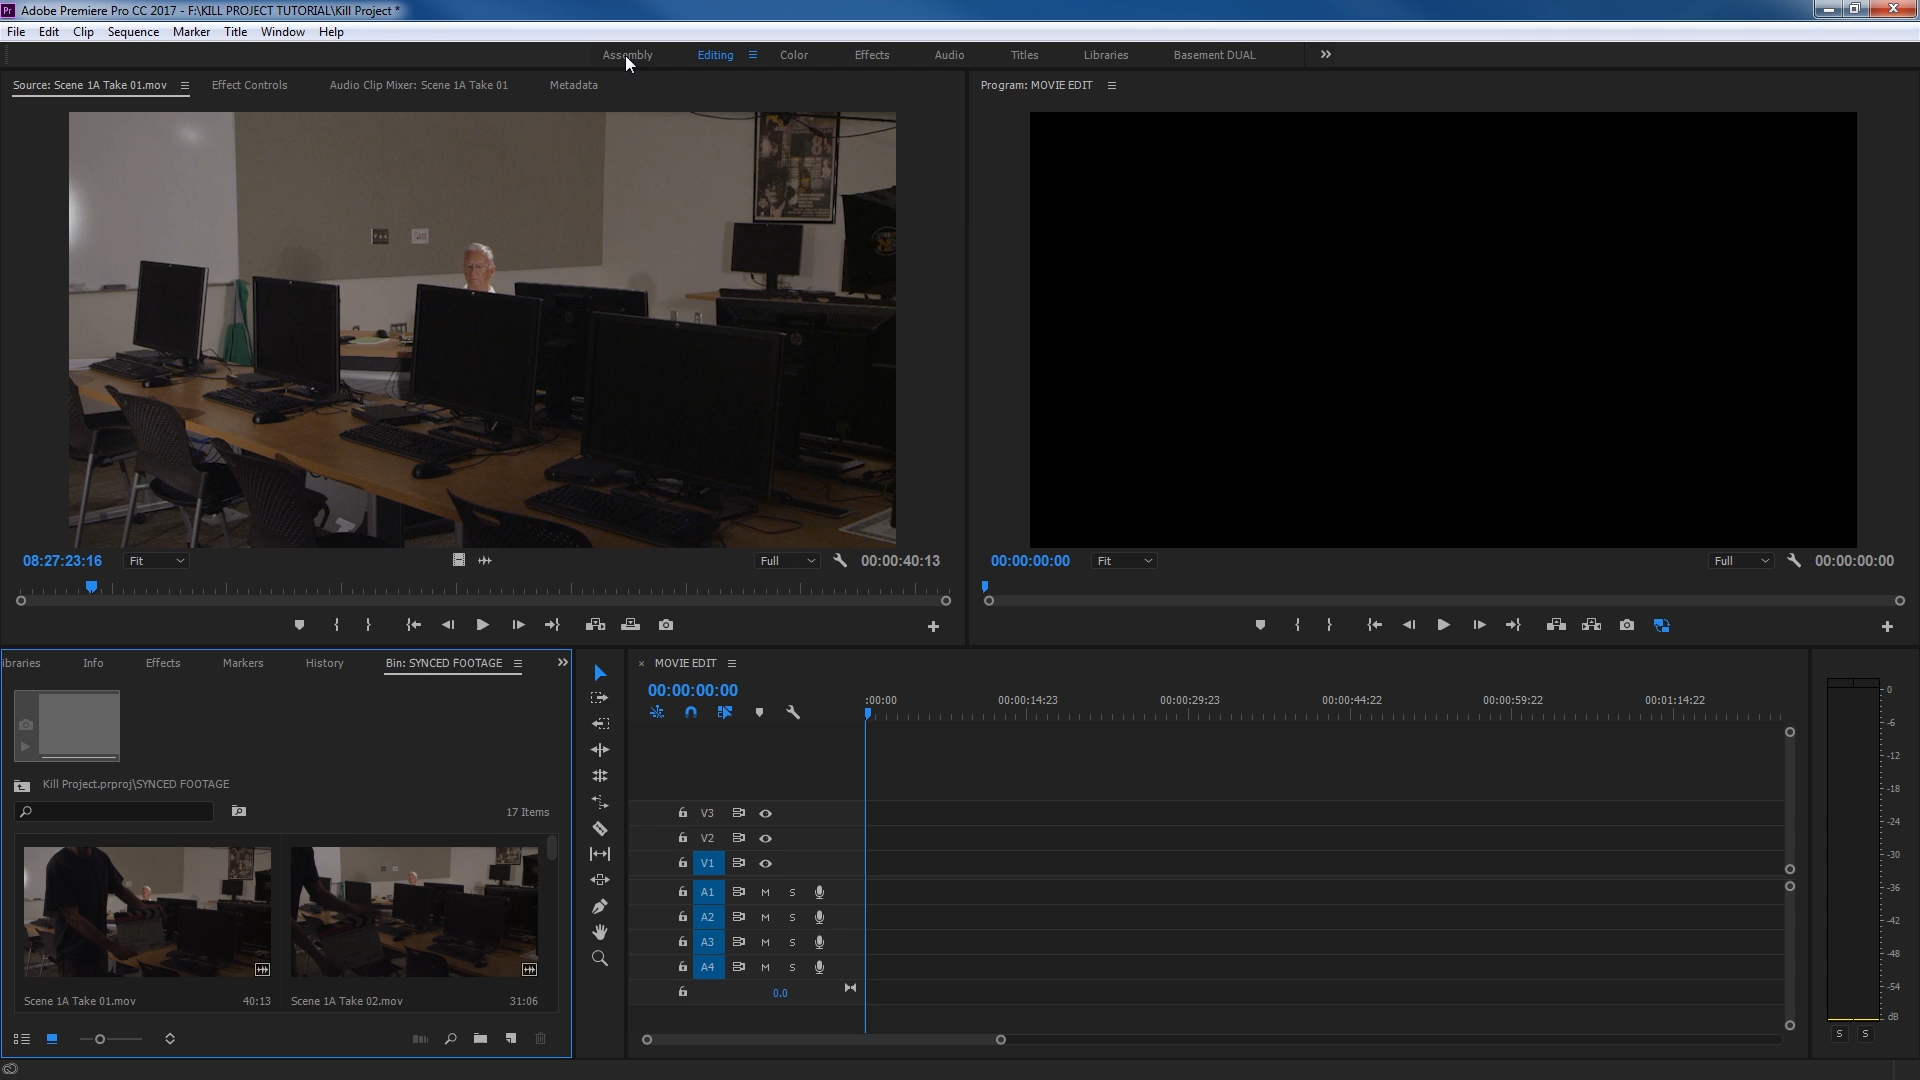 Pr Adobe Premiere Pro CC 2017 - F:\KILL PROJECT TUTORIAL\Kill Project *
File Edit Clip Sequence Marker Title Window Help
Assembly Editing Color Effects Audio Titles Libraries Basement DUAL
Source: Scene 1A Take 01.mov Effect Controls Audio Clip Mixer: Scene 1A Take 01 Metadata
Program: MOVIE EDIT
08:27:23:16 Fit Full 00:00:40:13
00:00:00:00 Fit Full 00:00:00:00
ibraries Info Effects Markers History Bin: SYNCED FOOTAGE
Kill Project.prproj\SYNCED FOOTAGE
17 Items
Scene 1A Take 01.mov 40:13
Scene 1A Take 02.mov 31:06
× MOVIE EDIT
00:00:00:00
:00:00 00:00:14:23 00:00:29:23 00:00:44:22 00:00:59:22 00:01:14:22
V3
V2
V1
A1 M S
A2 M S
A3 M S
A4 M S
0.0
0
-6
-12
-18
-24
-30
-36
-42
-48
-54
dB
S S